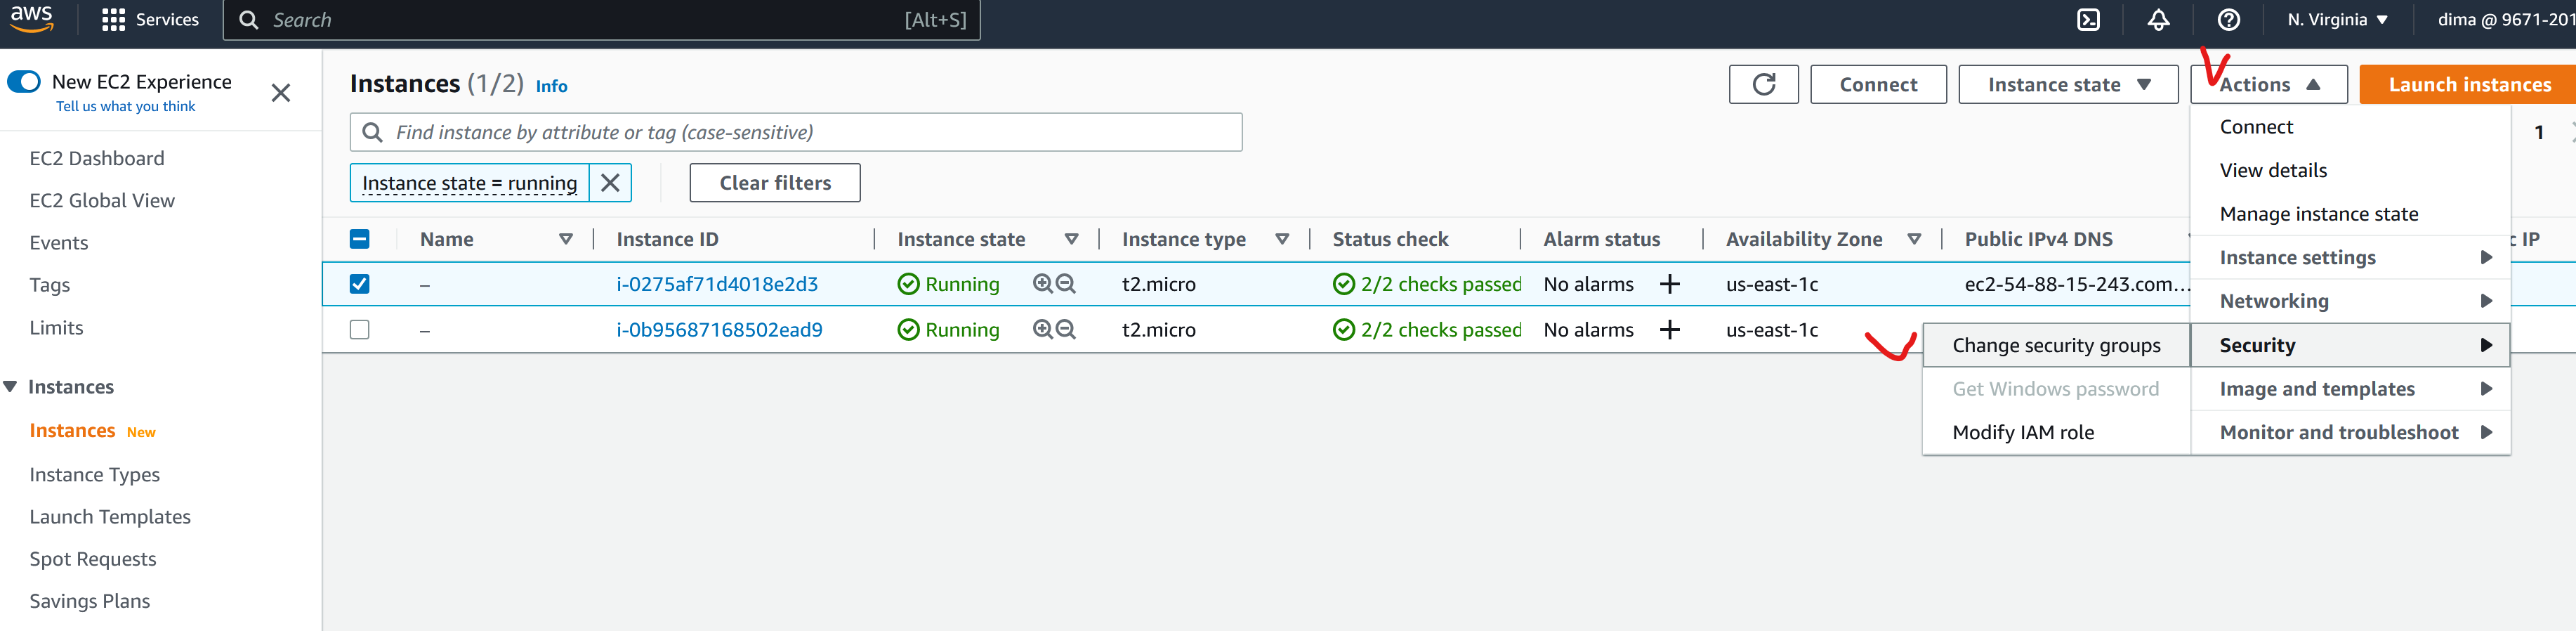 aws Services Search [Alt+S] N. Virginia ▼ dima @ 9671-201
New EC2 Experience
Tell us what you think
EC2 Dashboard
EC2 Global View
Events
Tags
Limits
Instances
Instances New
Instance Types
Launch Templates
Spot Requests
Savings Plans
Instances (1/2) Info
Connect Instance state ▼ Actions ▲ Launch instances
Find instance by attribute or tag (case-sensitive)
1
Instance state = running Clear filters
Name Instance ID Instance state Instance type Status check Alarm status Availability Zone Public IPv4 DNS c IP
– i-0275af71d4018e2d3 Running t2.micro 2/2 checks passed No alarms + us-east-1c ec2-54-88-15-243.com...
– i-0b95687168502ead9 Running t2.micro 2/2 checks passed No alarms + us-east-1c
Connect
View details
Manage instance state
Instance settings
Networking
Security
Image and templates
Monitor and troubleshoot
Change security groups
Get Windows password
Modify IAM role